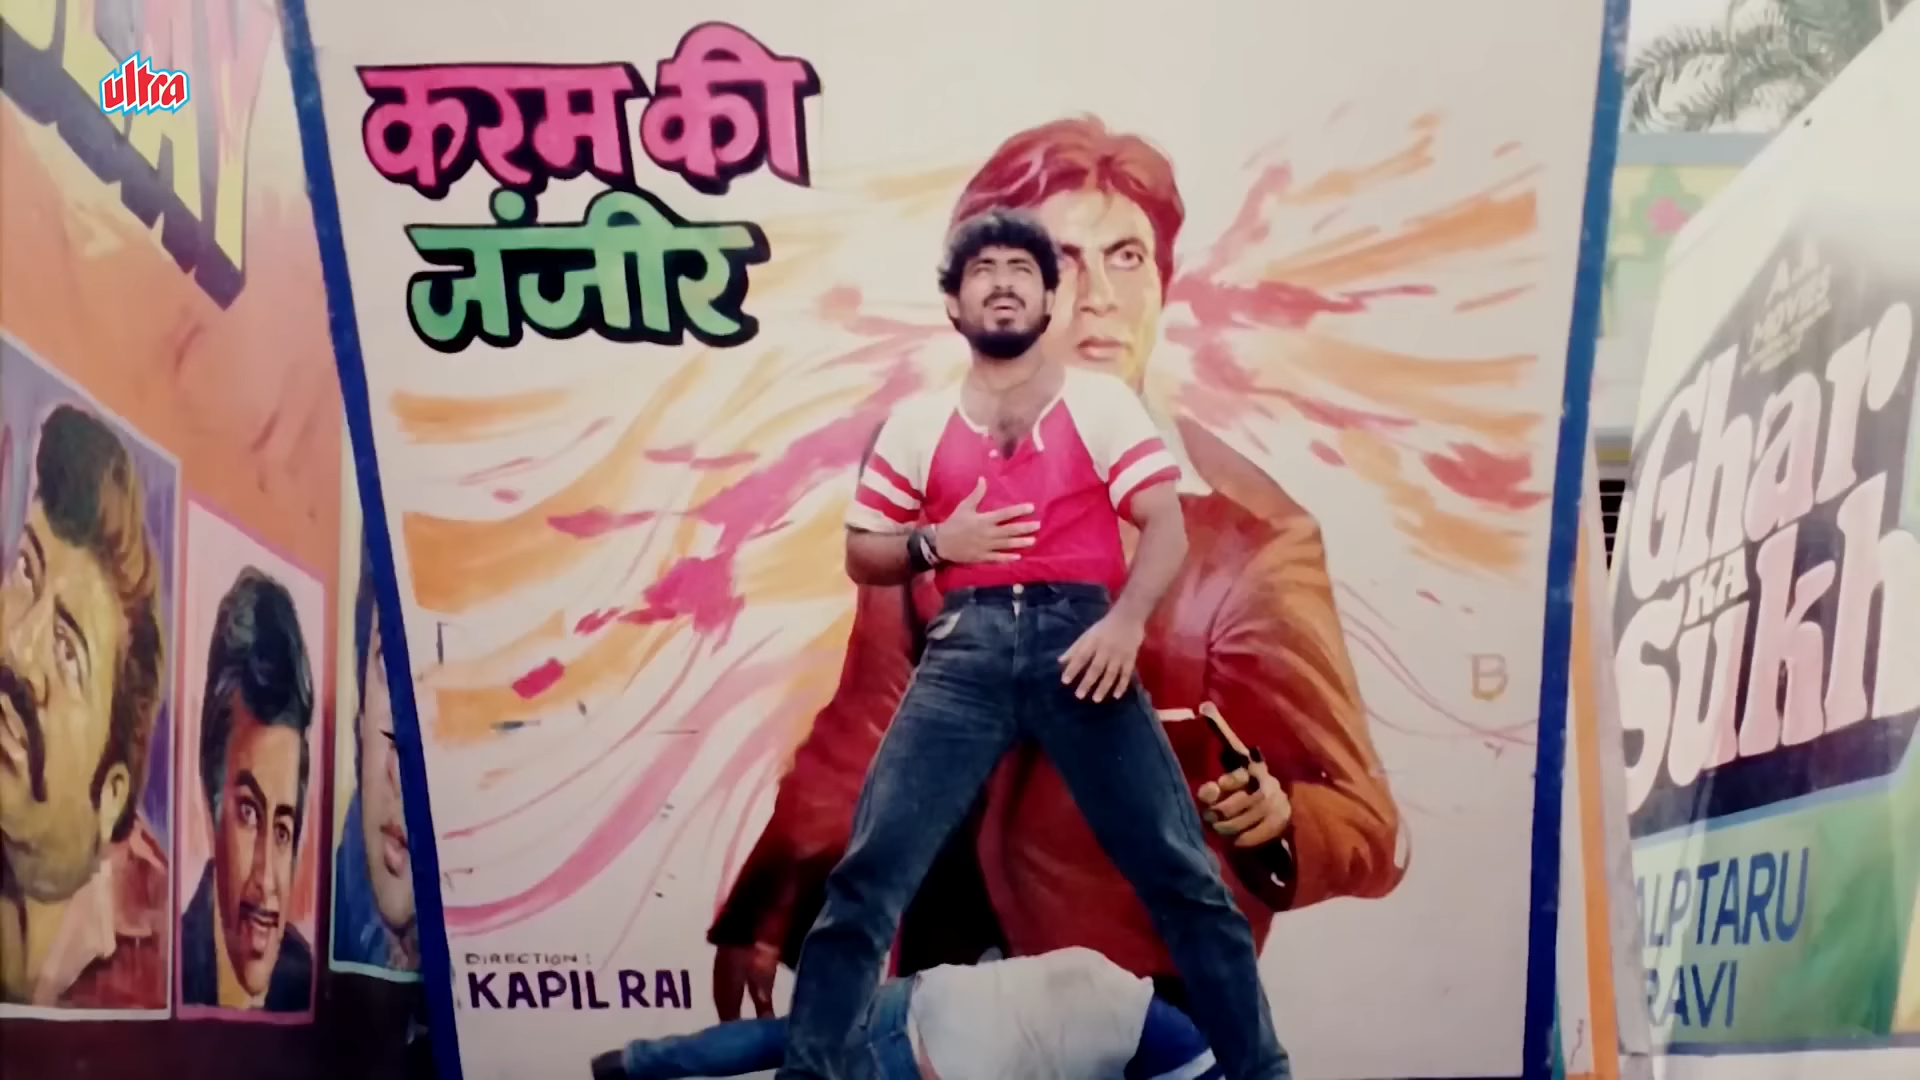 ultra
करम की
जंजीर
DIRECTION:
KAPIL RAI
B
Ghar
KA
Sukh
ALPTARU
RAVI